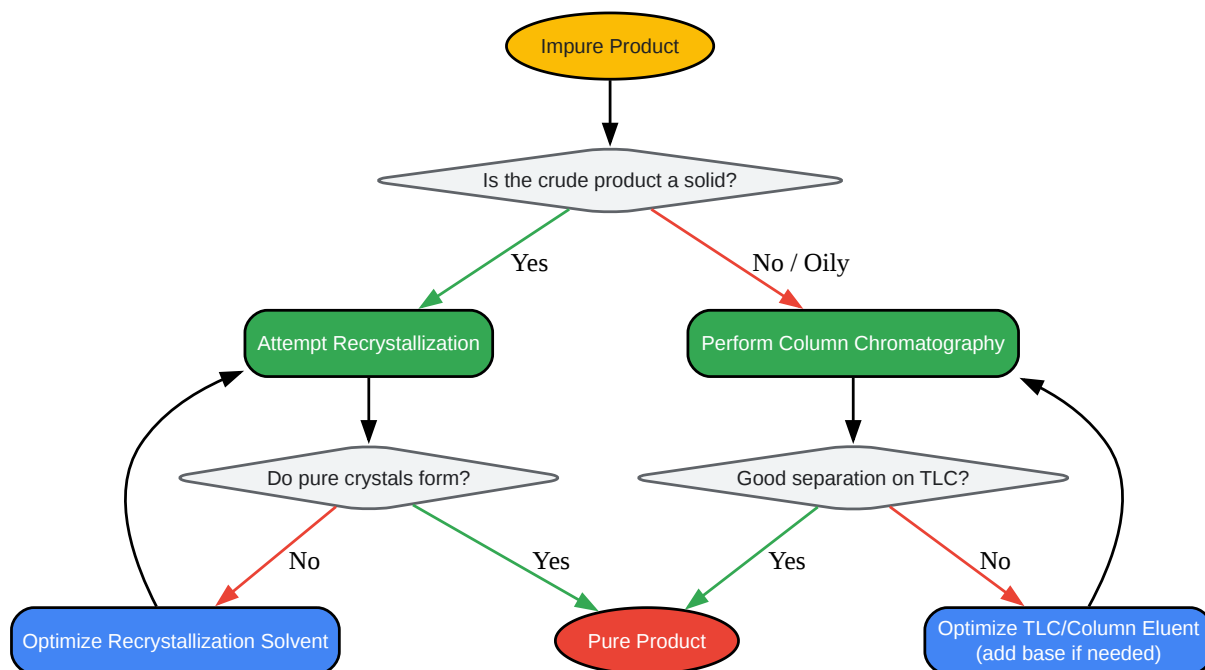 Impure Product
Is the crude product a solid?
Yes
No / Oily
Attempt Recrystallization
Perform Column Chromatography
Do pure crystals form?
Good separation on TLC?
No
Yes
Yes
No
Optimize Recrystallization Solvent
Pure Product
Optimize TLC/Column Eluent
(add base if needed)